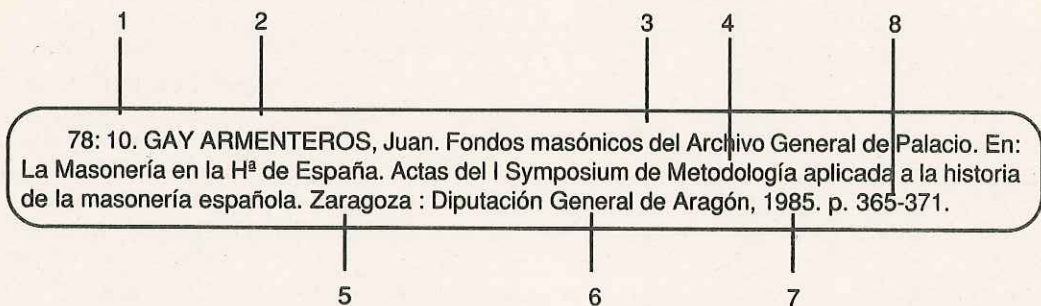 1 2 3 4 8
78: 10. GAY ARMENTEROS, Juan. Fondos masónicos del Archivo General de Palacio. En:
La Masonería en la Hª de España. Actas del I Symposium de Metodología aplicada a la historia
de la masonería española. Zaragoza : Diputación General de Aragón, 1985. p. 365-371.
5 6 7